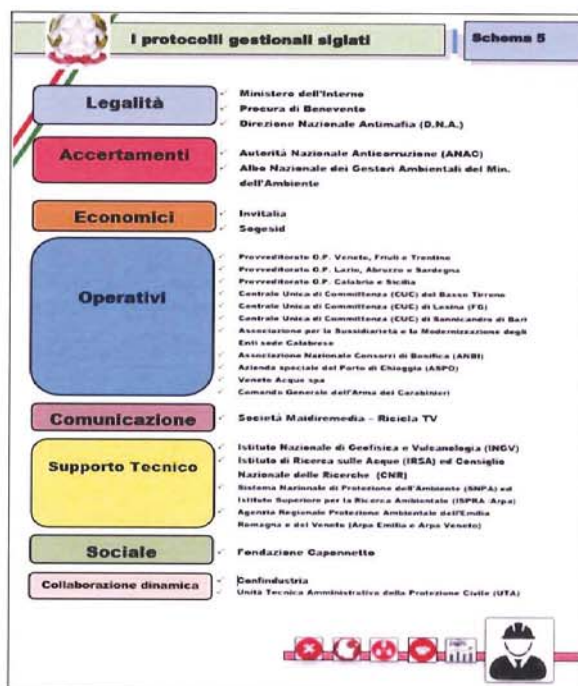 I protocolli gestionali siglati
Schema 5
Legalità
Ministero dell'Interno
Procura di Benevento
Direzione Nazionale Antimafia (D.N.A.)
Accertamenti
Autorità Nazionale Anticorruzione (ANAC)
Albo Nazionale dei Gestori Ambientali del Min.
dell'Ambiente
Economici
Invitalia
Sogesid
Operativi
Provveditorato O.P. Veneto, Friuli e Trentino
Provveditorato O.P. Lazio, Abruzzo e Sardegna
Provveditorato O.P. Calabria e Sicilia
Centrale Unica di Committenza (CUC) del Basso Tirreno
Centrale Unica di Committenza (CUC) di Lesina (FG)
Centrale Unica di Committenza (CUC) di Sannicandro di Bari
Associazione per la Sussidiarietà e la Modernizzazione degli
Enti sede Calabrese
Associazione Nazionale Consorzi di Bonifica (ANBI)
Azienda speciale del Porto di Chioggia (ASPO)
Veneto Acque spa
Comando Generale dell'Arma dei Carabinieri
Comunicazione
Società Maidiremedia – Ricicla TV
Supporto Tecnico
Istituto Nazionale di Geofisica e Vulcanologia (INGV)
Istituto di Ricerca sulle Acque (IRSA) ed Consiglio
Nazionale delle Ricerche (CNR)
Sistema Nazionale di Protezione dell'Ambiente (SNPA) ed
Istituto Superiore per la Ricerca Ambientale (ISPRA -Arpa)
Agenzia Regionale Protezione Ambientale dell'Emilia
Romagna e del Veneto (Arpa Emilia e Arpa Veneto)
Sociale
Fondazione Caponnetto
Collaborazione dinamica
Confindustria
Unità Tecnica Amministrativa della Protezione Civile (UTA)